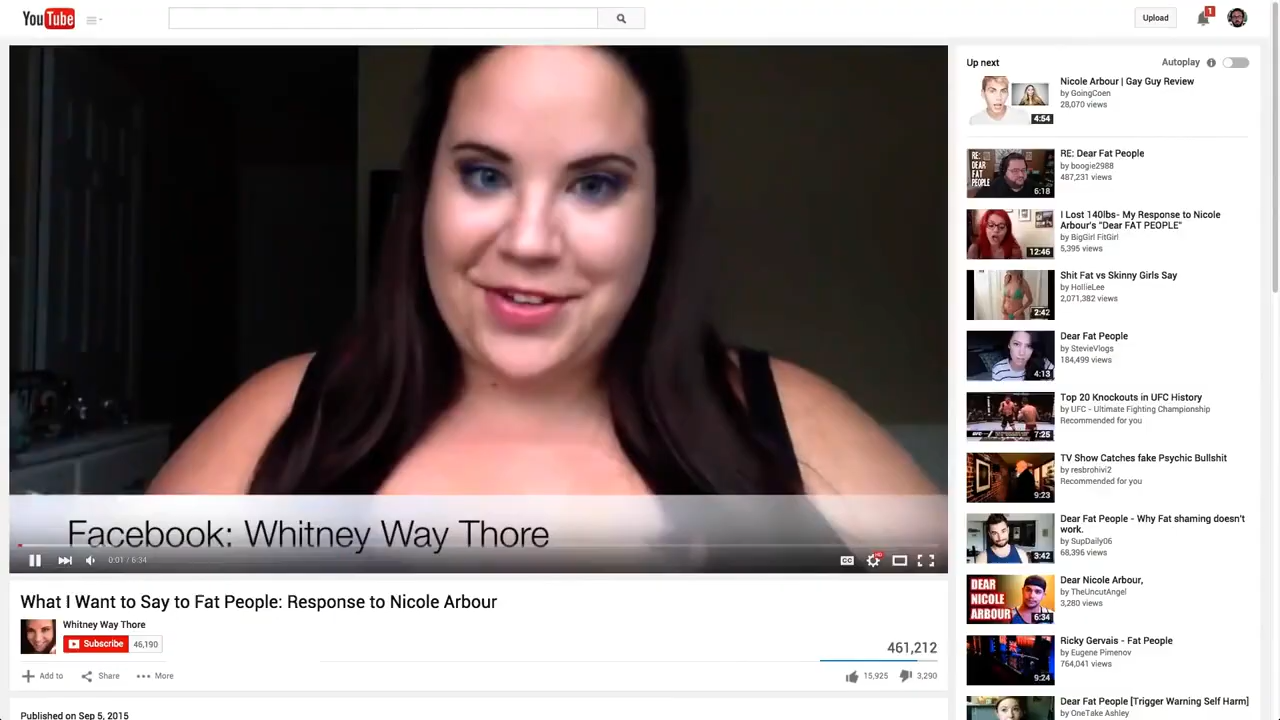 YouTube
Upload
1
Up next
Autoplay
Nicole Arbour | Gay Guy Review
by GoingCoen
28,070 views
4:54
RE: Dear Fat People
by boogie2988
487,231 views
RE:
DEAR
FAT
PEOPLE
6:18
I Lost 140lbs- My Response to Nicole
Arbour's "Dear FAT PEOPLE"
by BigGirl FitGirl
5,395 views
12:46
Shit Fat vs Skinny Girls Say
by HollieLee
2,071,382 views
2:42
Dear Fat People
by StevieVlogs
184,499 views
4:13
Top 20 Knockouts in UFC History
by UFC - Ultimate Fighting Championship
Recommended for you
7:25
TV Show Catches fake Psychic Bullshit
by resbrohivi2
Recommended for you
9:23
Dear Fat People - Why Fat shaming doesn't
work.
by SupDaily06
68,396 views
3:42
Dear Nicole Arbour,
by TheUncutAngel
3,280 views
DEAR
NICOLE
ARBOUR
6:34
Ricky Gervais - Fat People
by Eugene Pimenov
764,041 views
9:24
Dear Fat People [Trigger Warning Self Harm]
by OneTake Ashley
Facebook: Whitney Way Thore
0:01 / 6:34
CC
HD
What I Want to Say to Fat People: Response to Nicole Arbour
Whitney Way Thore
Subscribe
46,190
461,212
Add to
Share
More
15,925
3,290
Published on Sep 5, 2015